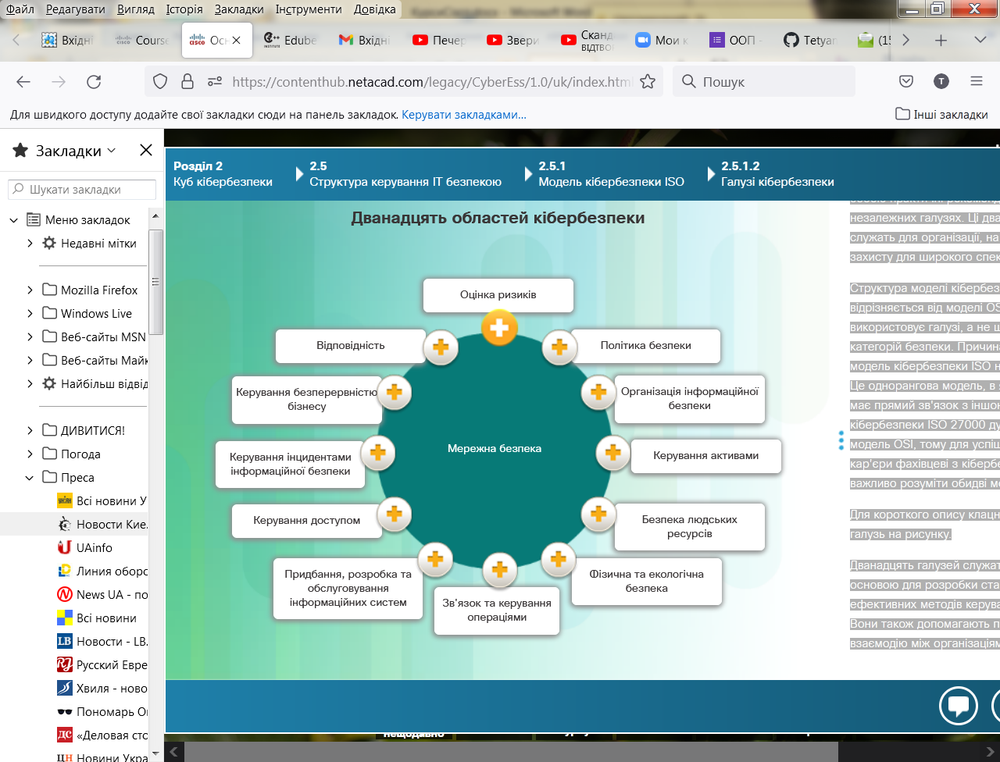 Файл Редагувати Вигляд Історія Закладки Інструменти Довідка
Вхідні Course Осн Edube Вхідні Печер Звери Сканд Мои к ООП - Tetyan (15
відтво
https://contenthub.netacad.com/legacy/CyberEss/1.0/uk/index.html Пошук T
Для швидкого доступу додайте свої закладки сюди на панель закладок. Керувати закладками... Інші закладки
Закладки
Шукати закладки
Меню закладок
Недавні мітки
Mozilla Firefox
Windows Live
Веб-сайты MSN
Веб-сайты Майк
Найбільш відвід
ДИВИТИСЯ!
Погода
Преса
Всі новини У
Новости Кие.
UAinfo
Линия оборо
News UA - по
Всі новини
Новости - LB.
Русский Евре
Хвиля - ново
Пономарь О
«Деловая сто
Новини Укра
Розділ 2
Куб кібербезпеки
2.5
Структура керування ІТ безпекою
2.5.1
Модель кібербезпеки ISO
2.5.1.2
Галузі кібербезпеки
Дванадцять областей кібербезпеки
Оцінка ризиків
Відповідність
Політика безпеки
Керування безперервністю
бізнесу
Організація інформаційної
безпеки
Мережна безпека
Керування інцидентами
інформаційної безпеки
Керування активами
Керування доступом
Безпека людських
ресурсів
Придбання, розробка та
обслуговування
інформаційних систем
Фізична та екологічна
безпека
Зв'язок та керування
операціями
незалежних галузях. Ці два
служать для організації, на
захисту для широкого спек
Структура моделі кібербез
відрізняється від моделі OS
використовує галузі, а не ш
категорій безпеки. Причина
модель кібербезпеки ISO н
Це однорангова модель, в я
має прямий зв'язок з іншою
кібербезпеки ISO 27000 ду
модель OSI, тому для успіш
кар'єри фахівцеві з кібербе
важливо розуміти обидві мо
Для короткого опису клацн
галузь на рисунку.
Дванадцять галузей служат
основою для розробки ста
ефективних методів керува
Вони також допомагають п
взаємодію між організаціям
нещодавно